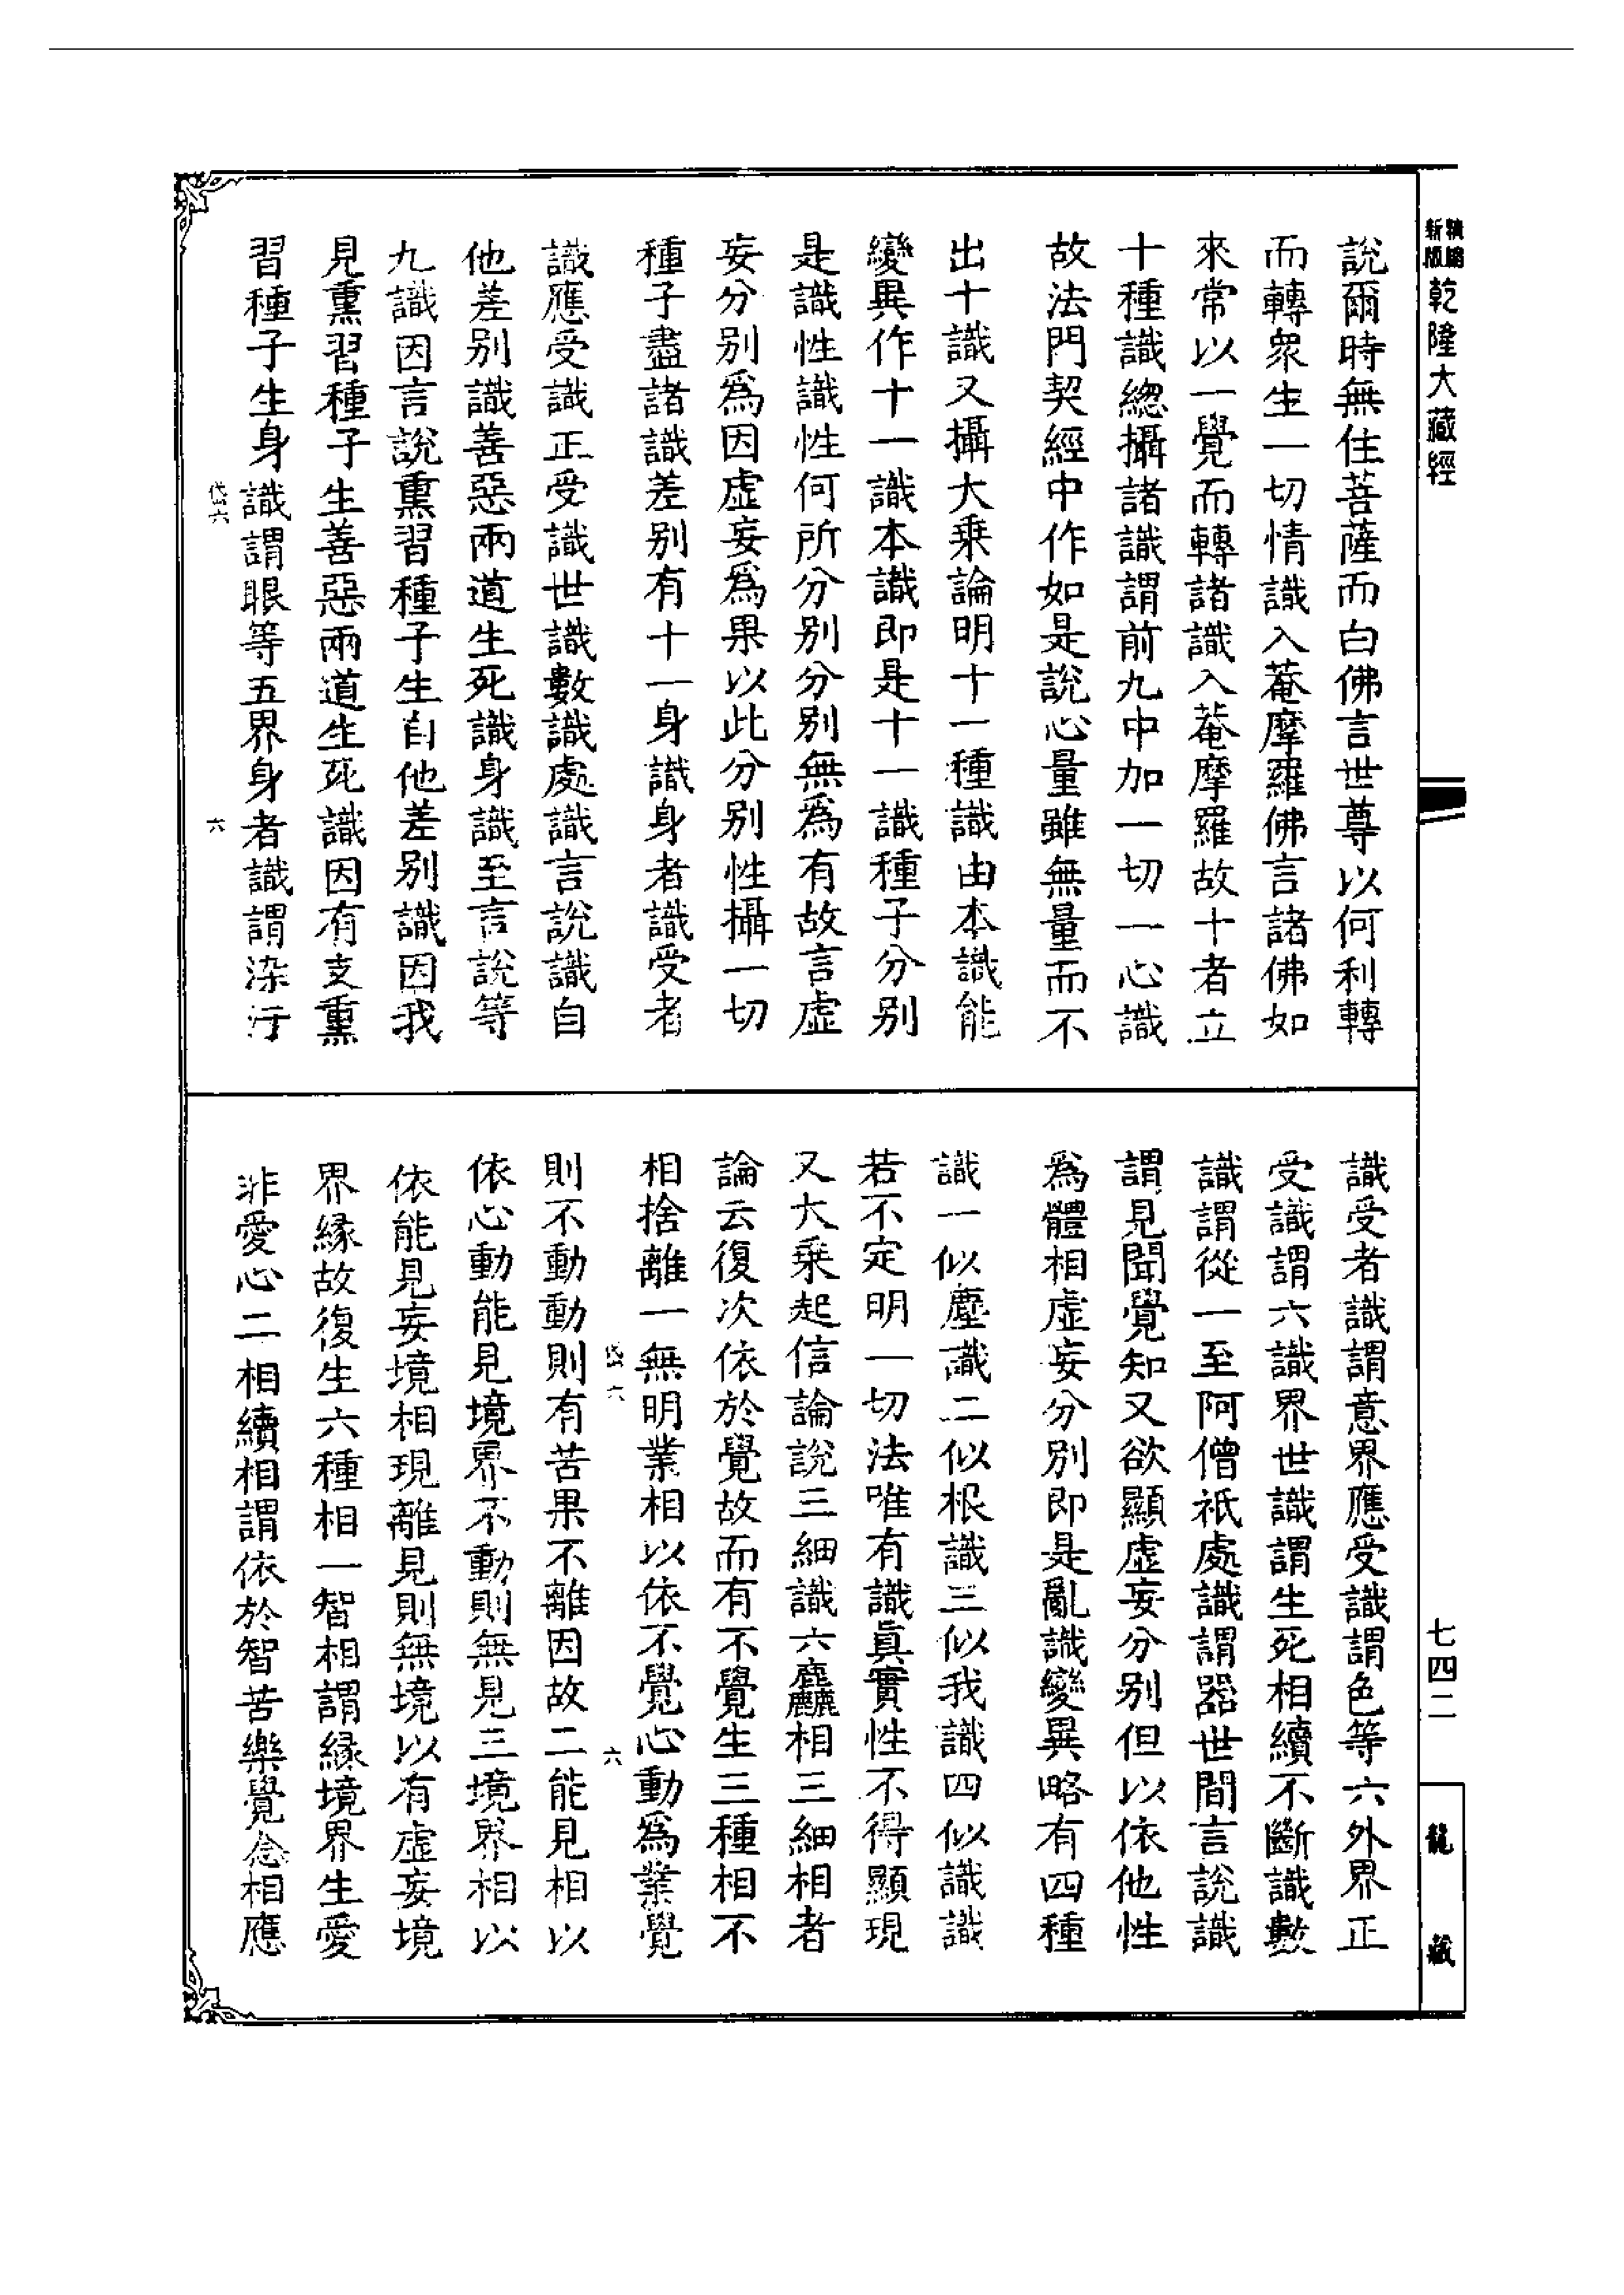 新版
精縮
乾隆大藏經
七四二
龍藏
說爾時無住菩薩而白佛言世尊以何利轉
而轉衆生一切情識入菴摩羅佛言諸佛如
來常以一覺而轉諸識入菴摩羅故十者立
十種識總攝諸識謂前九中加一切一心識
故法門契經中作如是說心量雖無量而不
出十識又攝大乘論明十一種識由本識能
變異作十一識本識即是十一識種子分別
是識性識性何所分別分別無爲有故言虛
妄分別爲因虛妄爲果以此分別性攝一切
種子盡諸識差別有十一身識身者識受者
識應受識正受識世識數識處識言說識自
他差別識善惡兩道生死識身識至言說等
九識因言說熏習種子生自他差別識因我
見熏習種子生善惡兩道生死識因有支熏
習種子生身識謂眼等五界身者識謂染汙
岱六
六
識受者識謂意界應受識謂色等六外界正
受識謂六識界世識謂生死相續不斷識數
識謂從一至阿僧祇處識謂器世間言說識
謂見聞覺知又欲顯虛妄分別但以依他性
爲體相虛妄分別即是亂識變異略有四種
識一似塵識二似根識三似我識四似識識
若不定明一切法唯有識眞實性不得顯現
又大乘起信論說三細識六麤相三細相者
論云復次依於覺故而有不覺生三種相不
相捨離一無明業相以依不覺心動爲業覺
岱六
六
則不動動則有苦果不離因故二能見相以
依心動能見境界不動則無見三境界相以
依能見妄境相現離見則無境以有虛妄境
界緣故復生六種相一智相謂緣境界生愛
非愛心二相續相謂依於智苦樂覺念相應